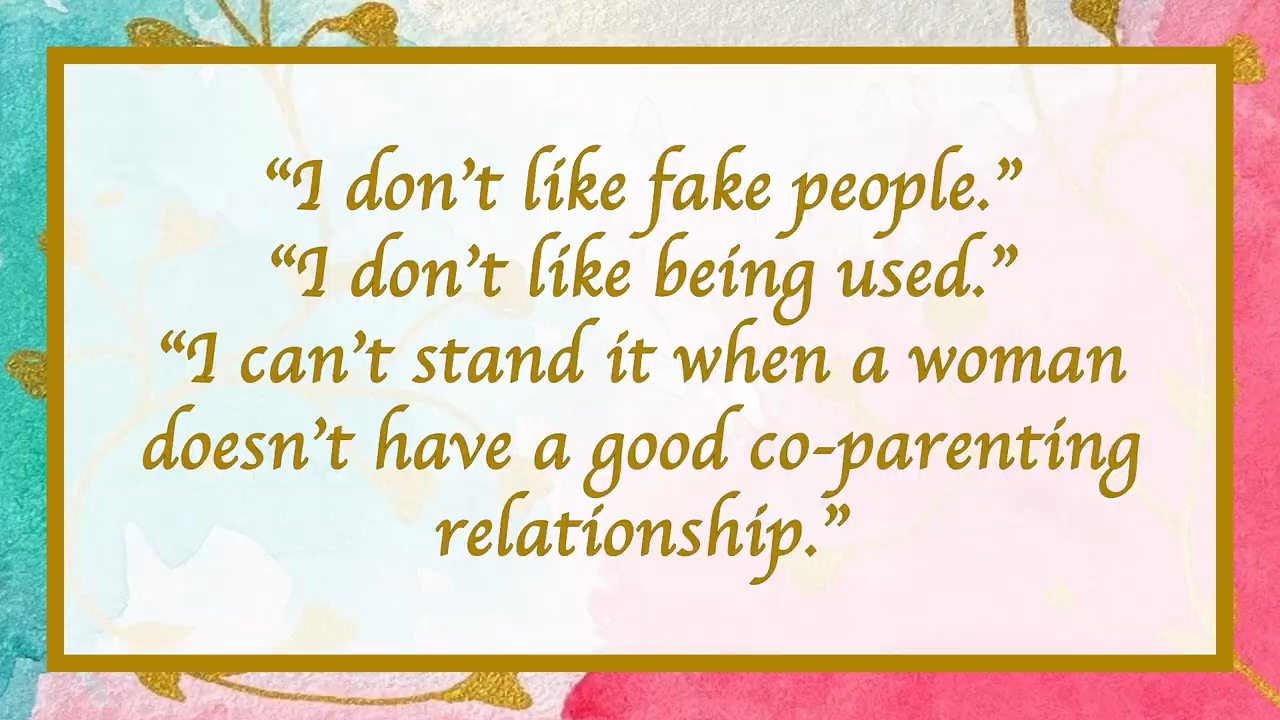 “I don’t like fake people.”
“I don’t like being used.”
“I can’t stand it when a woman
doesn’t have a good co-parenting
relationship.”